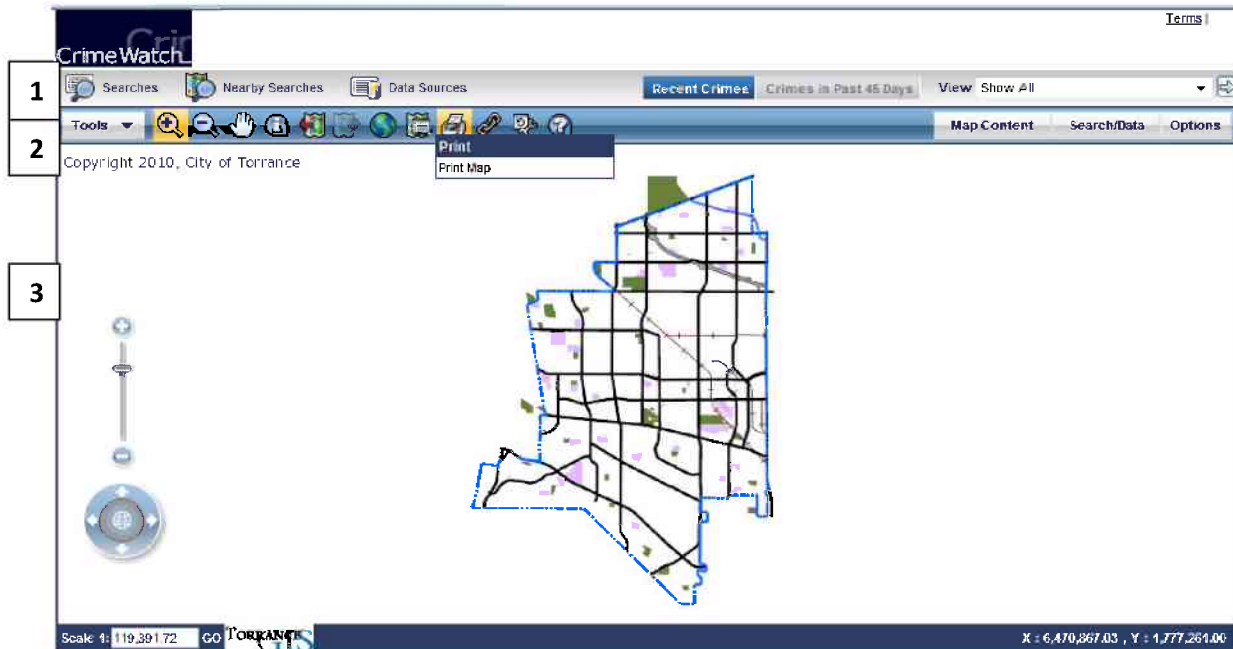 Terms |
CrimeWatch
1
Searches Nearby Searches Data Sources Recent Crimes Crimes in Past 45 Days View Show All
2
Tools Map Content Search/Data Options
Print
Print Map
Copyright 2010, City of Torrance
3
Scale 1: 119,391.72 GO TORRANCE GIS X : 6,470,867.03 , Y : 1,777,261.00